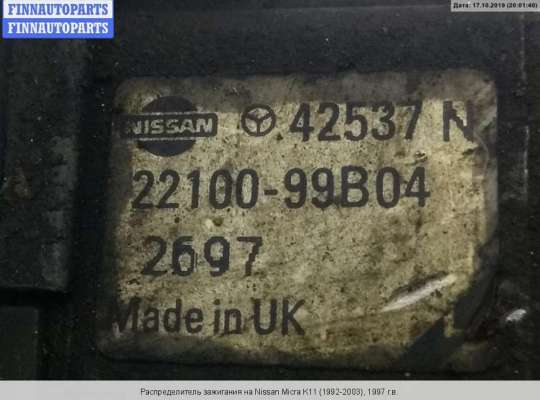 FINNAUTOPARTS
FINNAUTOPARTS
Дата: 17.10.2019 (20:01:40)
NISSAN 42537 N
22100-99B04
2697
Made in UK
Распределитель зажигания на Nissan Micra K11 (1992-2003), 1997 г.в.